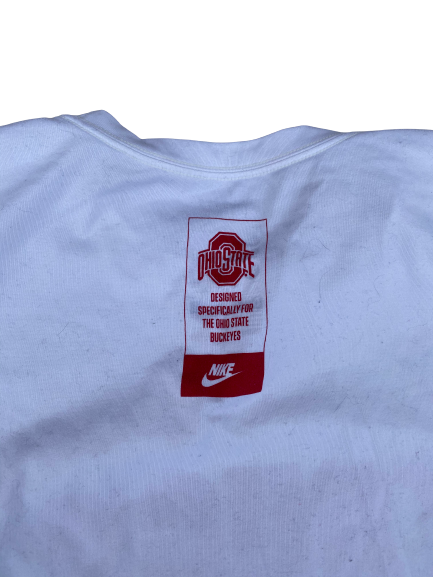 OHIO STATE
DESIGNED
SPECIFICALLY FOR
THE OHIO STATE
BUCKEYES
NIKE